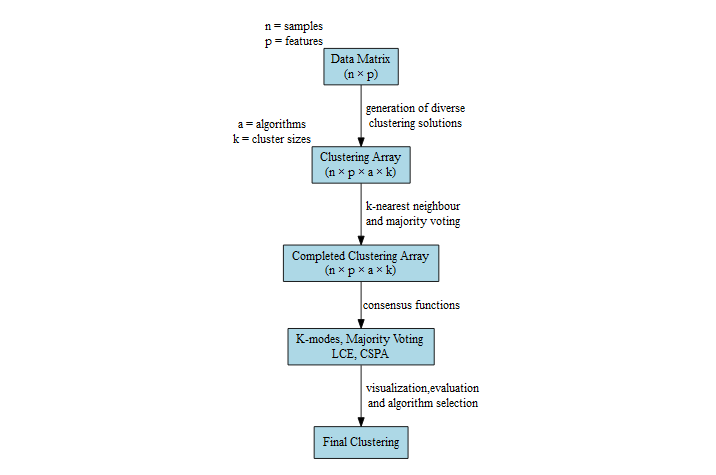 n = samples
p = features
Data Matrix
(n × p)
generation of diverse
clustering solutions
a = algorithms
k = cluster sizes
Clustering Array
(n × p × a × k)
k-nearest neighbour
and majority voting
Completed Clustering Array
(n × p × a × k)
consensus functions
K-modes, Majority Voting
LCE, CSPA
visualization,evaluation
and algorithm selection
Final Clustering